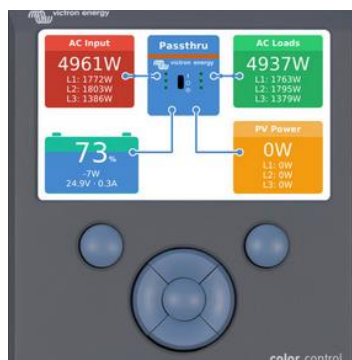 victron energy
AC Input
4961W
L1: 1772W
L2: 1803W
L3: 1386W
Passthru
victron energy
AC Loads
4937W
L1: 1763W
L2: 1795W
L3: 1379W
73%
-7W
24.9V · 0.3A
PV Power
0W
L1: 0W
L2: 0W
L3: 0W
color control